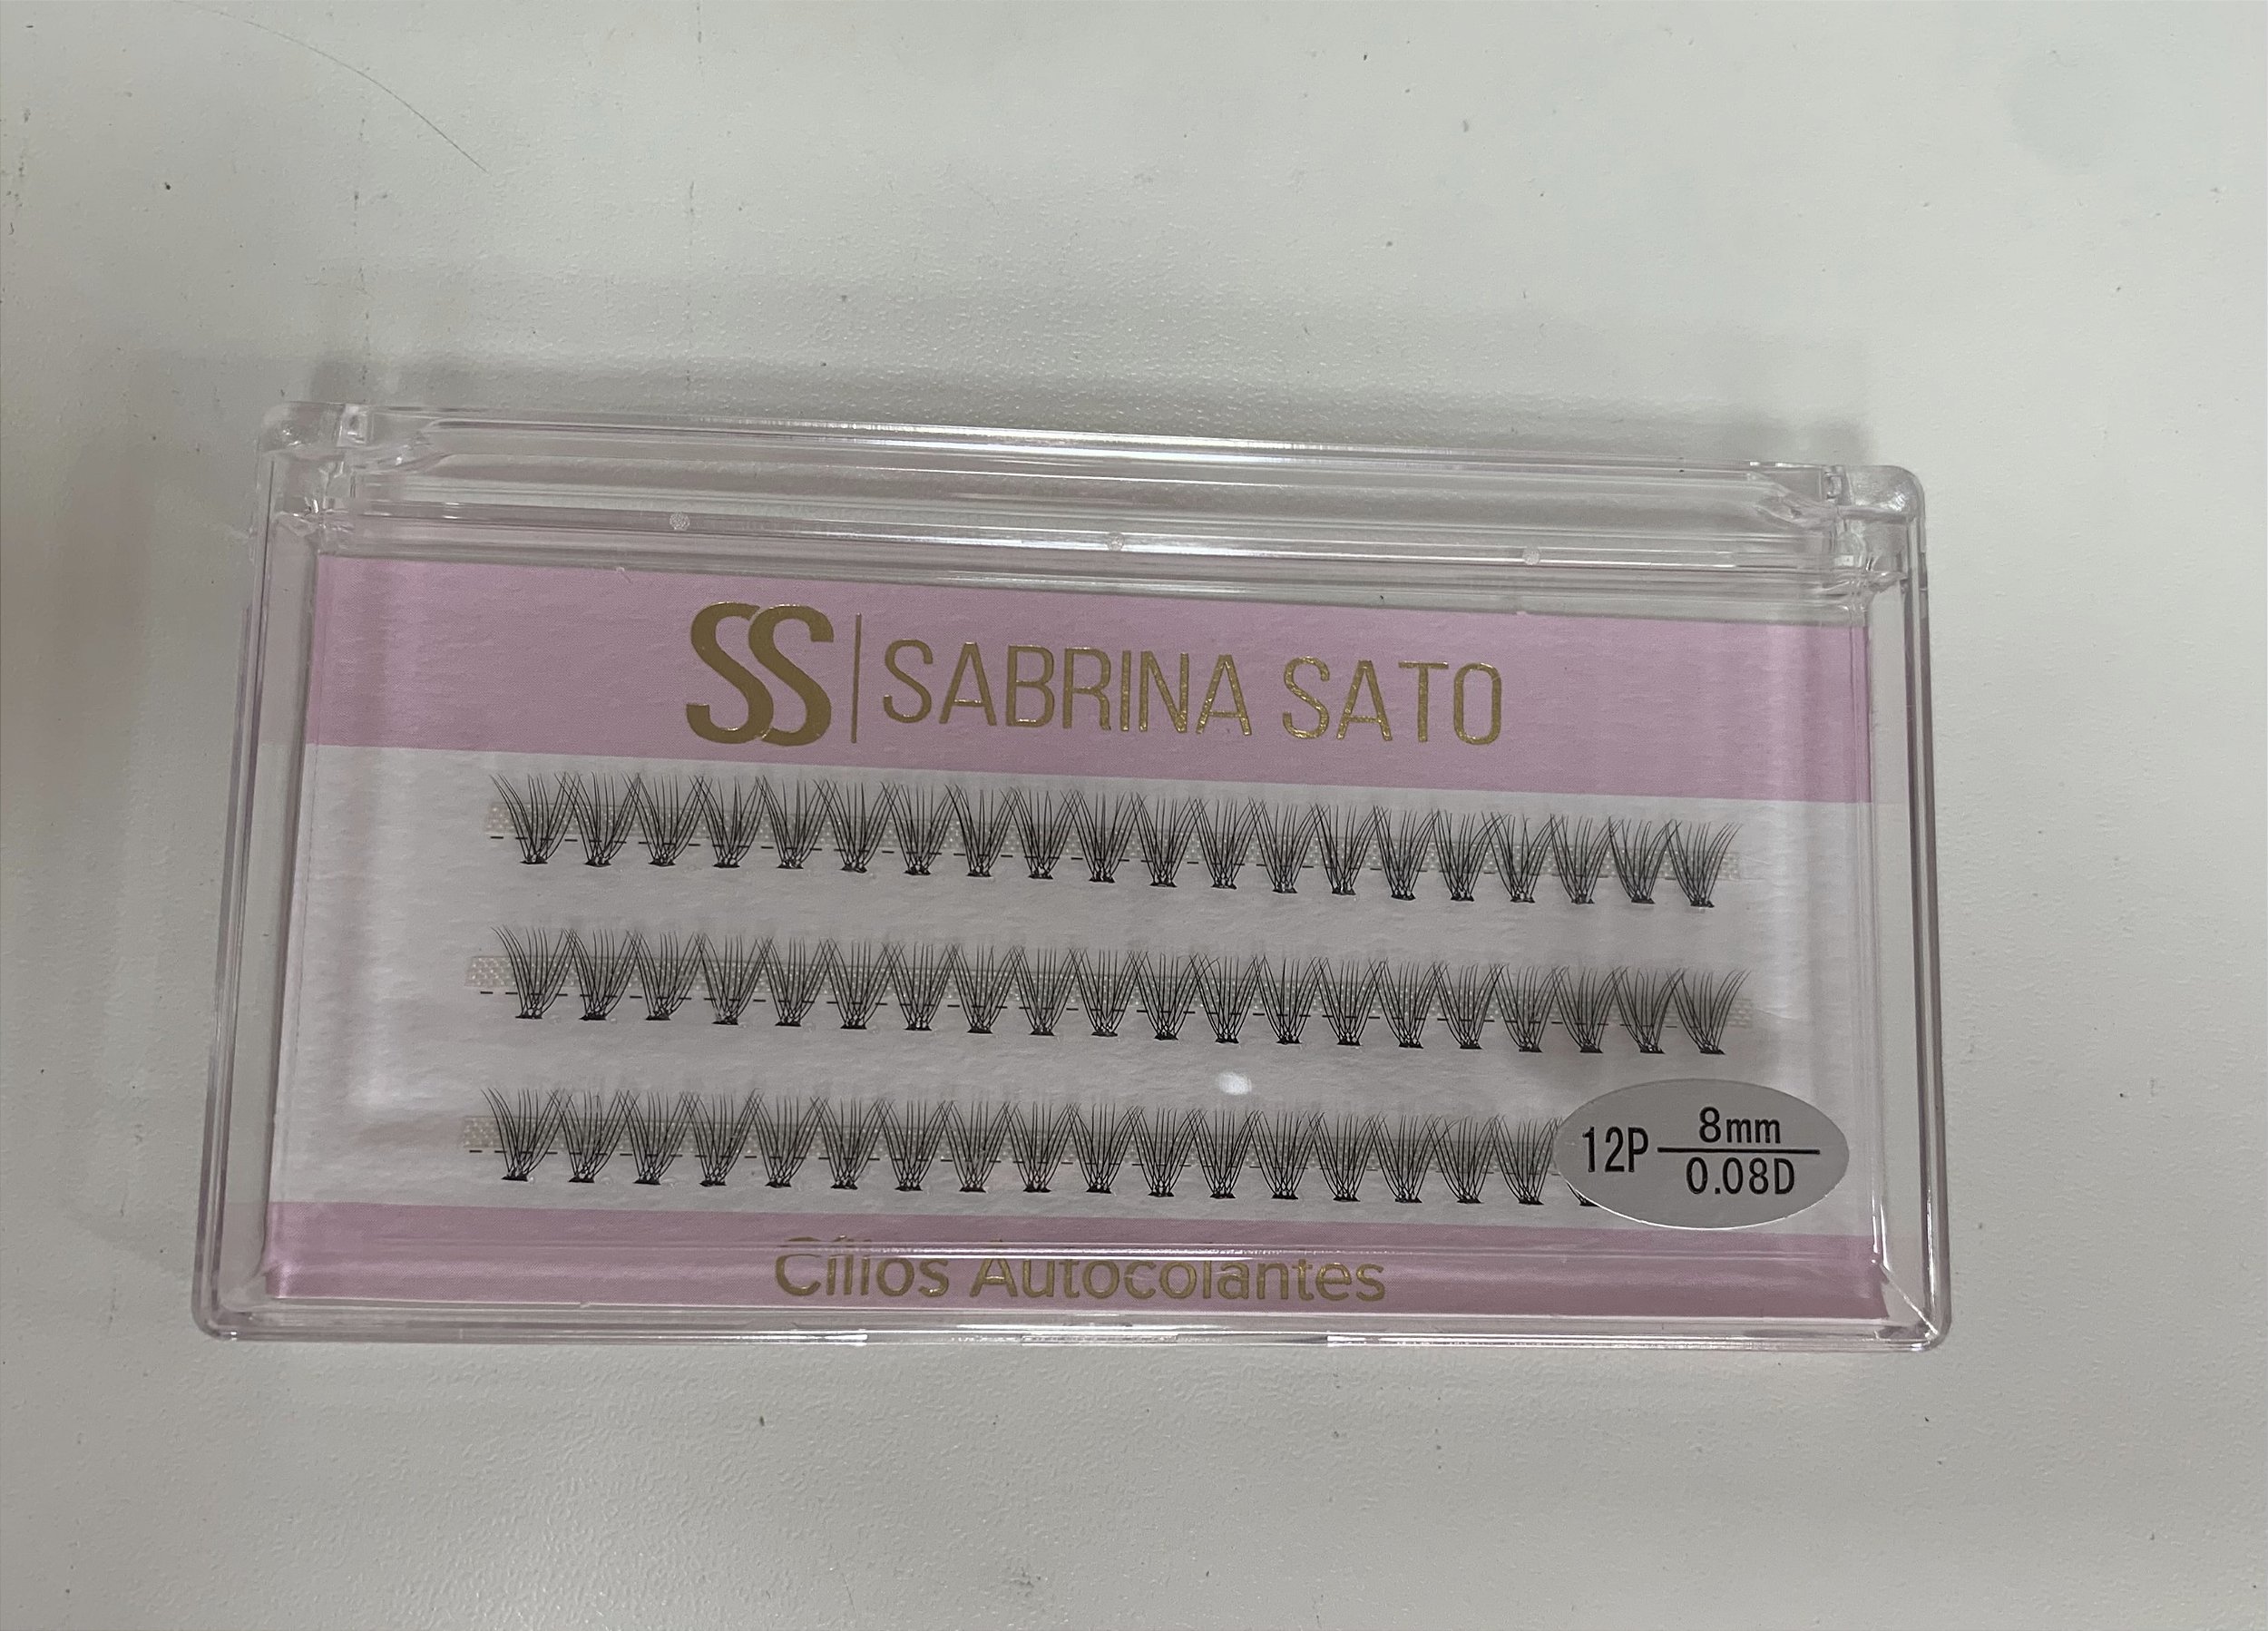 SS | SABRINA SATO
12P 8mm
0.08D
Cílios Autocolantes